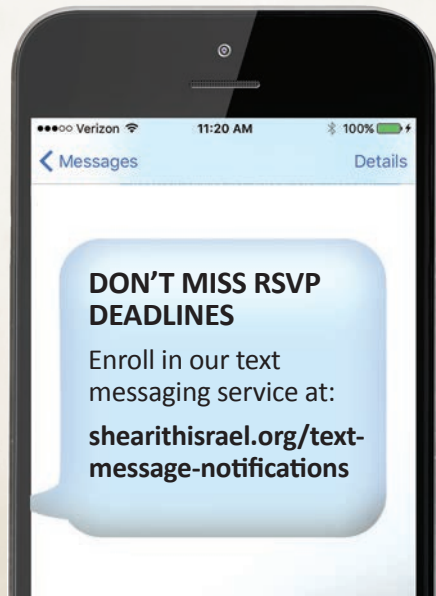 ●●●○○ Verizon 11:20 AM 100%
Messages Details
DON’T MISS RSVP
DEADLINES
Enroll in our text
messaging service at:
shearithisrael.org/text-
message-notifications